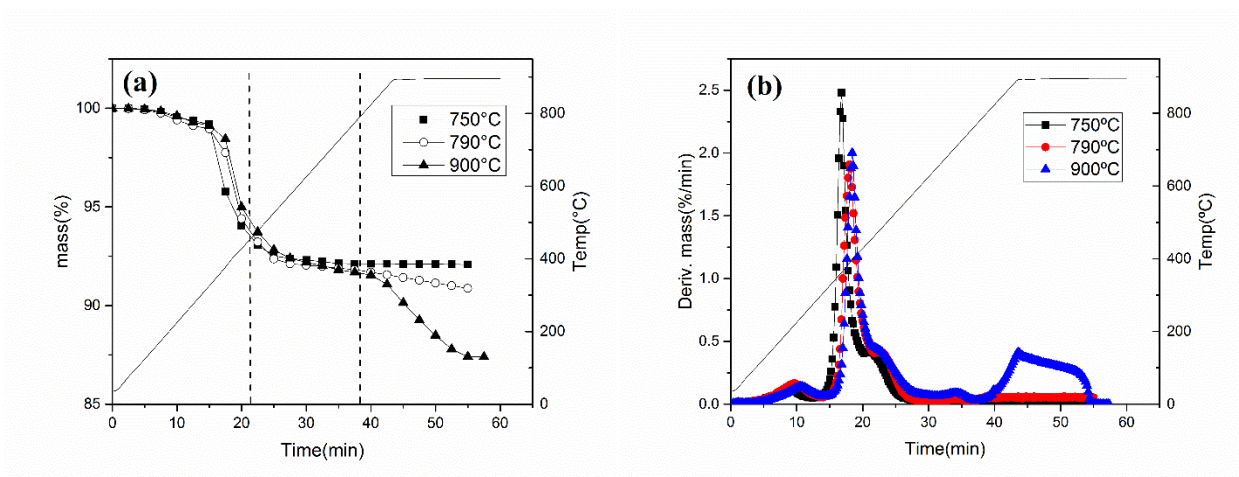 (a)
750°C
790°C
900°C
100
95
90
85
mass(%)
0 10 20 30 40 50 60
Time(min)
800
600
400
200
0
Temp(°C)
(b)
750ºC
790ºC
900ºC
2.5
2.0
1.5
1.0
0.5
0.0
Deriv. mass(%/min)
0 10 20 30 40 50 60
Time(min)
800
600
400
200
0
Temp(ºC)